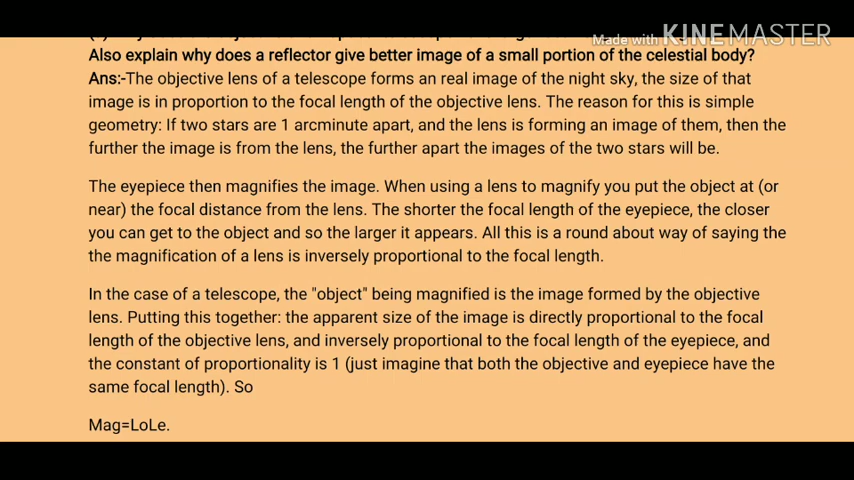 Made with KINEMASTER
Also explain why does a reflector give better image of a small portion of the celestial body?
Ans:-The objective lens of a telescope forms an real image of the night sky, the size of that
image is in proportion to the focal length of the objective lens. The reason for this is simple
geometry: If two stars are 1 arcminute apart, and the lens is forming an image of them, then the
further the image is from the lens, the further apart the images of the two stars will be.
The eyepiece then magnifies the image. When using a lens to magnify you put the object at (or
near) the focal distance from the lens. The shorter the focal length of the eyepiece, the closer
you can get to the object and so the larger it appears. All this is a round about way of saying the
the magnification of a lens is inversely proportional to the focal length.
In the case of a telescope, the "object" being magnified is the image formed by the objective
lens. Putting this together: the apparent size of the image is directly proportional to the focal
length of the objective lens, and inversely proportional to the focal length of the eyepiece, and
the constant of proportionality is 1 (just imagine that both the objective and eyepiece have the
same focal length). So
Mag=LoLe.